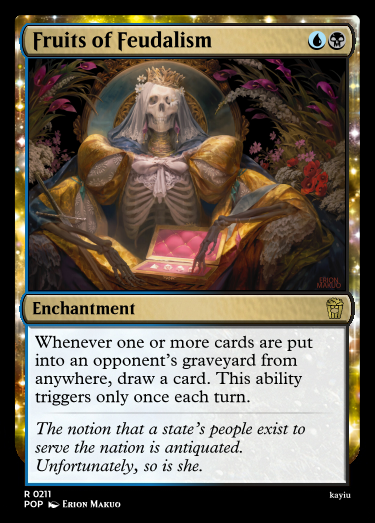 Fruits of Feudalism
ERION
MAKUO
Enchantment
Whenever one or more cards are put
into an opponent's graveyard from
anywhere, draw a card. This ability
triggers only once each turn.
The notion that a state's people exist to
serve the nation is antiquated.
Unfortunately, so is she.
R 0211
POP Erion Makuo
kayiu